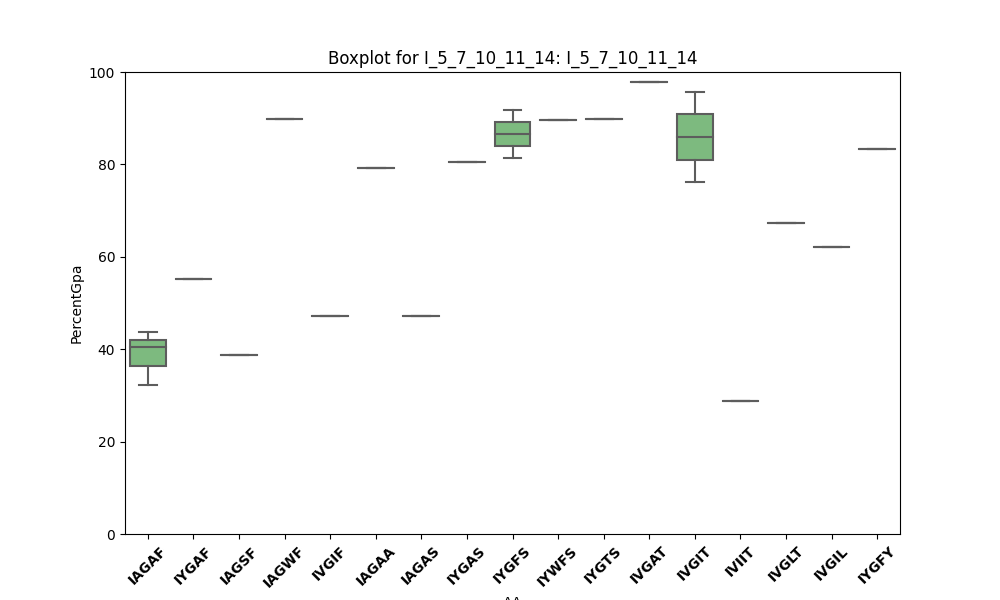 Boxplot for I_5_7_10_11_14: I_5_7_10_11_14
100
80
60
40
20
0
PercentGpa
IAGAF
IYGAF
IAGSF
IAGWF
IVGIF
IAGAA
IAGAS
IYGAS
IYGFS
IYWFS
IYGTS
IVGAT
IVGIT
IVIIT
IVGLT
IVGIL
IYGFY